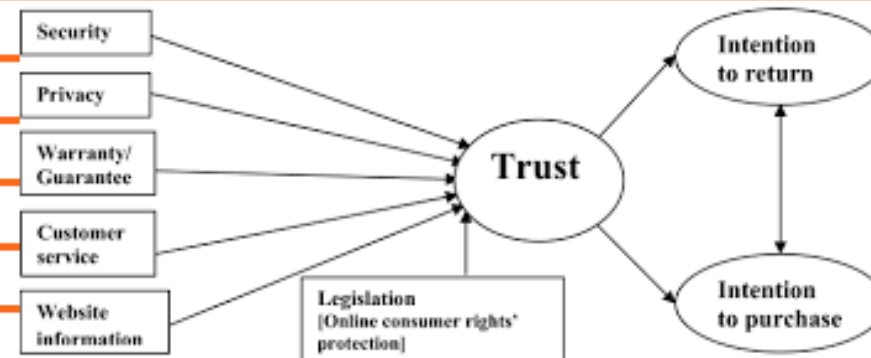 Security
Privacy
Warranty/
Guarantee
Customer
service
Website
information
Legislation
[Online consumer rights'
protection]
Trust
Intention
to return
Intention
to purchase